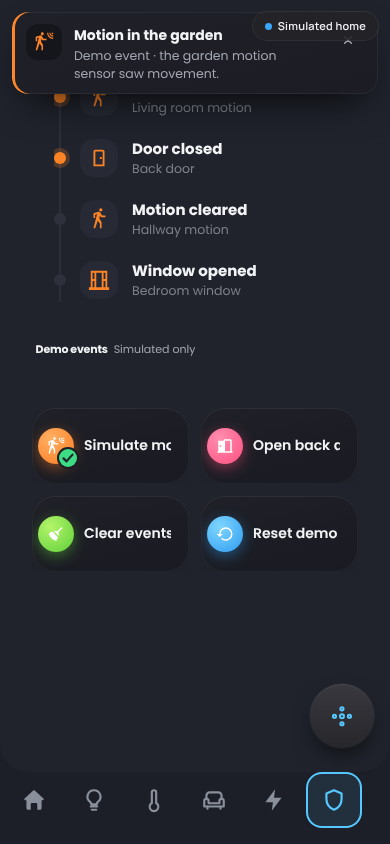 Simulated home
Motion in the garden
Demo event · the garden motion
sensor saw movement.
Living room motion
Door closed
Back door
Motion cleared
Hallway motion
Window opened
Bedroom window
Demo events Simulated only
Simulate mo
Open back d
Clear events
Reset demo